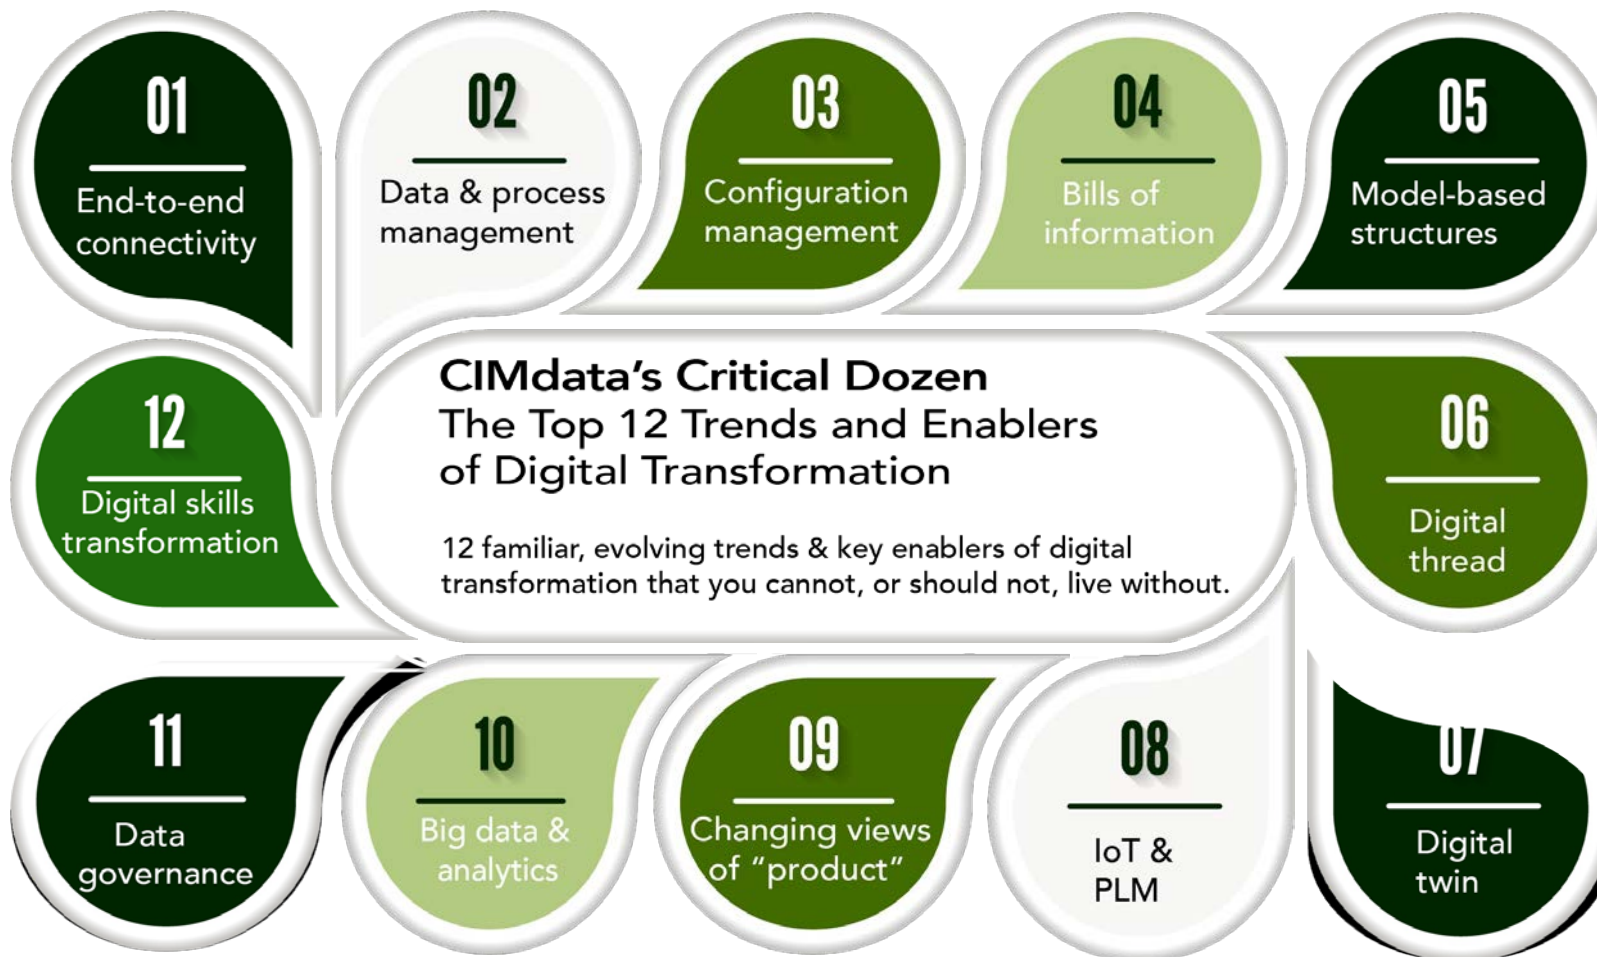 01
End-to-end
connectivity
02
Data & process
management
03
Configuration
management
04
Bills of
information
05
Model-based
structures
CIMdata's Critical Dozen
The Top 12 Trends and Enablers
of Digital Transformation
12 familiar, evolving trends & key enablers of digital
transformation that you cannot, or should not, live without.
06
Digital
thread
07
Digital
twin
08
IoT &
PLM
09
Changing views
of “product”
10
Big data &
analytics
11
Data
governance
12
Digital skills
transformation